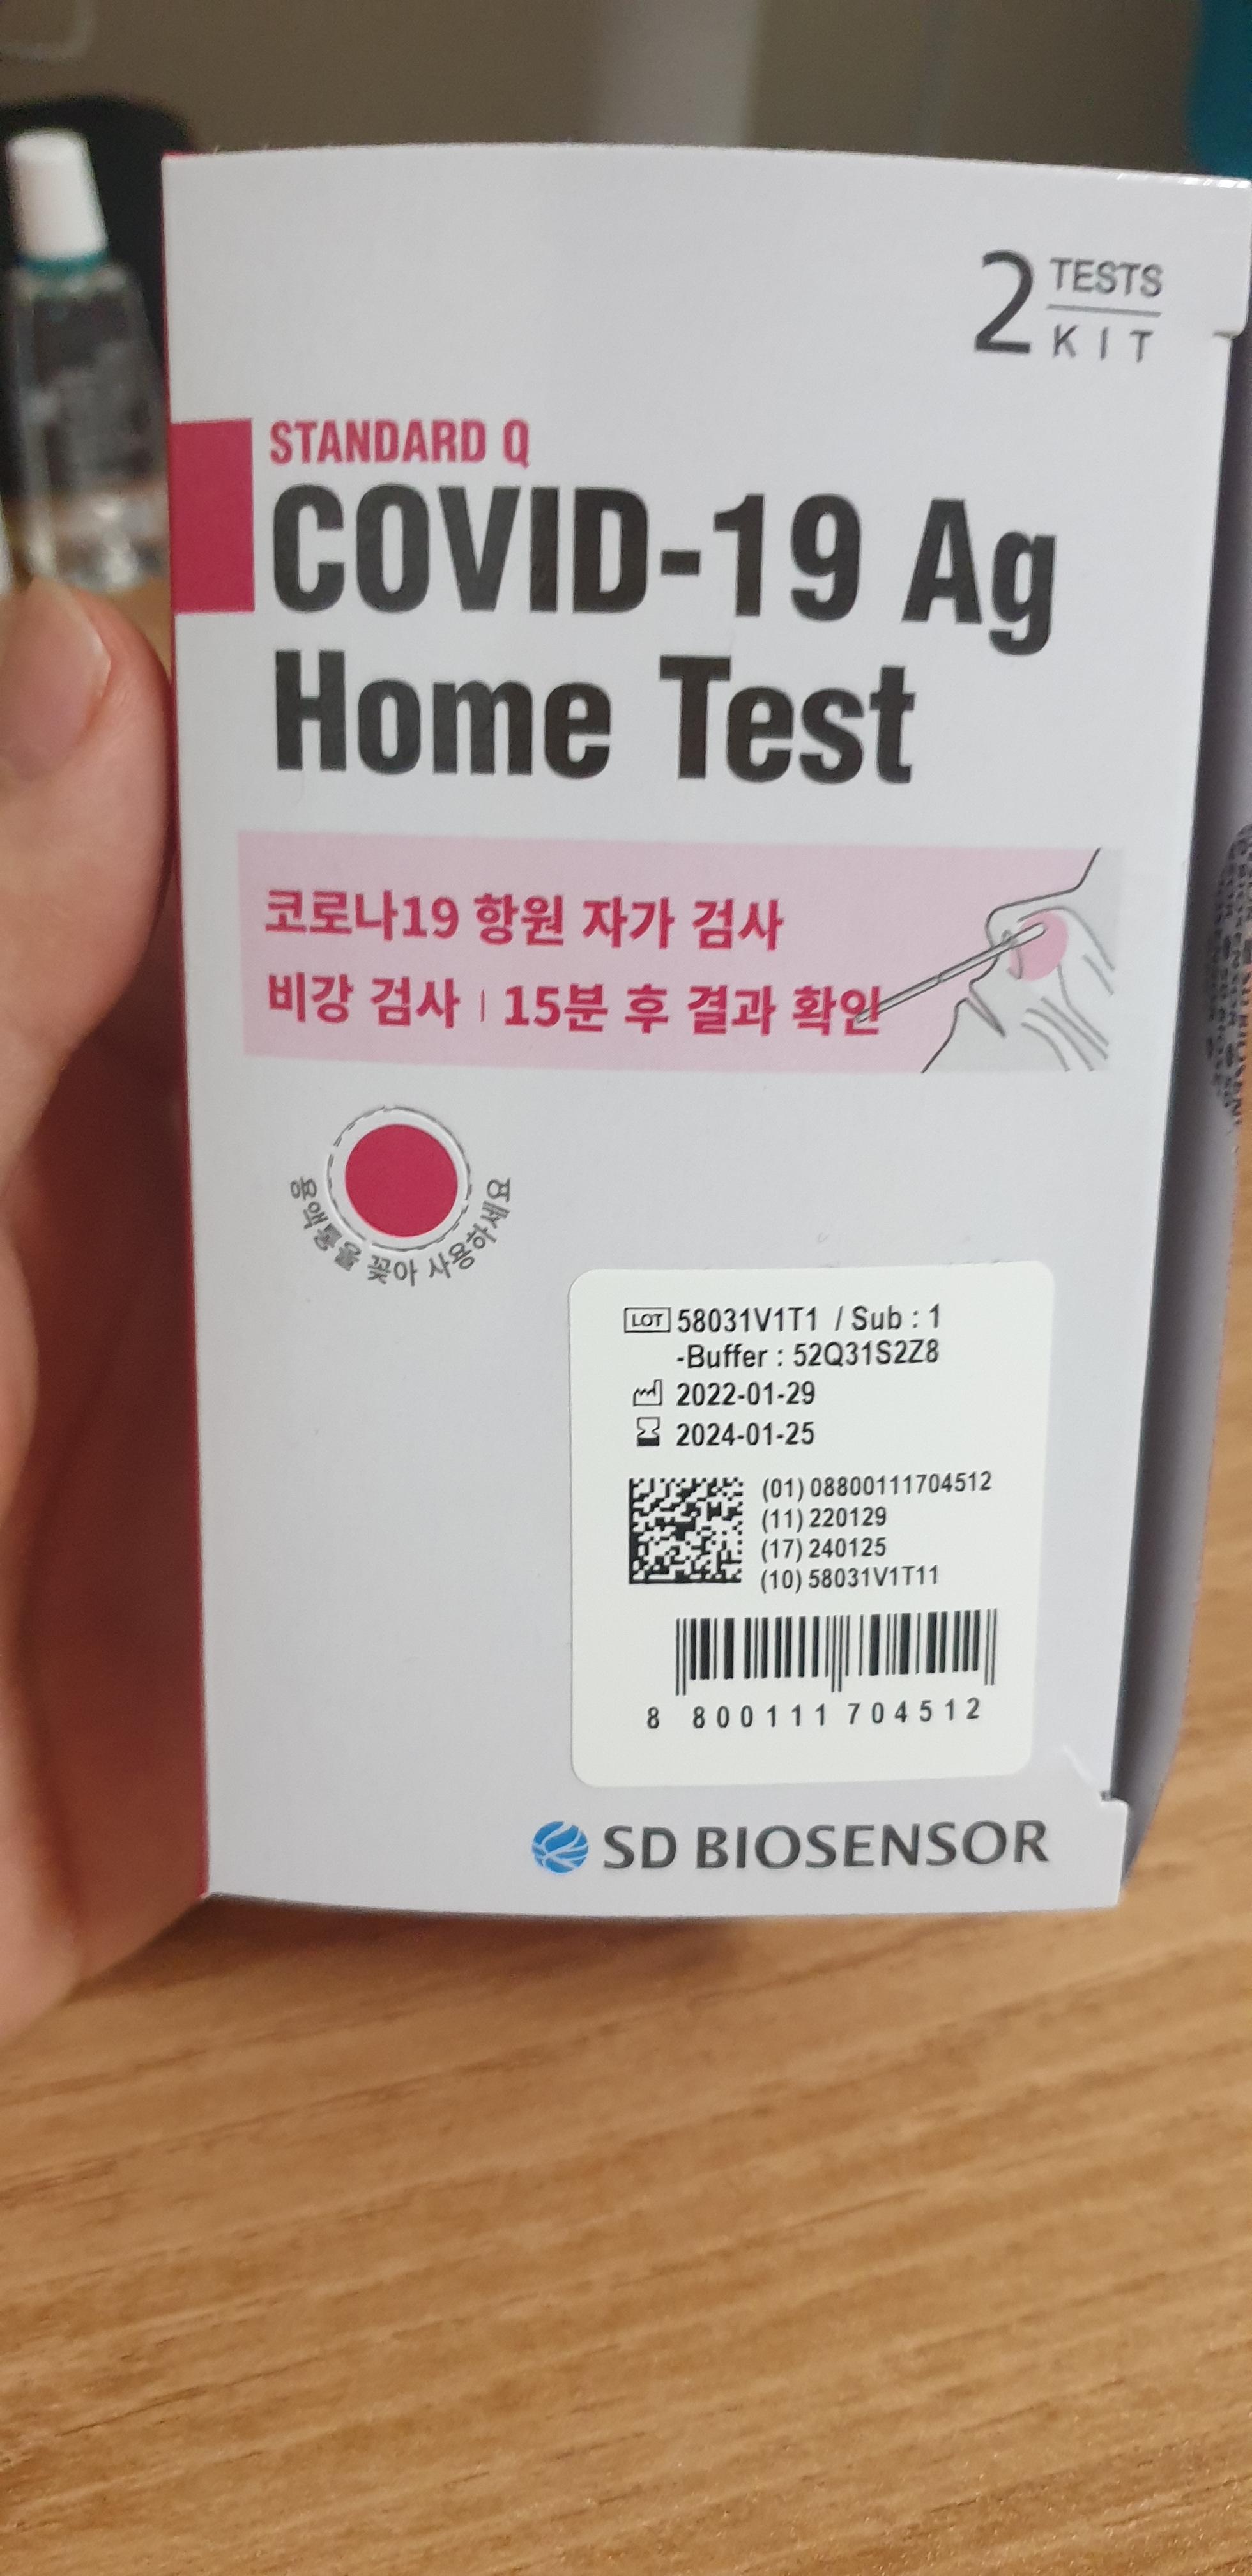 2 TESTS
KIT
STANDARD Q
COVID-19 Ag
Home Test
코로나19 항원 자가 검사
비강 검사 | 15분 후 결과 확인
용액통을 꽂아 사용하세요
LOT 58031V1T1 / Sub : 1
-Buffer : 52Q31S2Z8
2022-01-29
2024-01-25
(01) 08800111704512
(11) 220129
(17) 240125
(10) 58031V1T11
8 800111 704512
SD BIOSENSOR